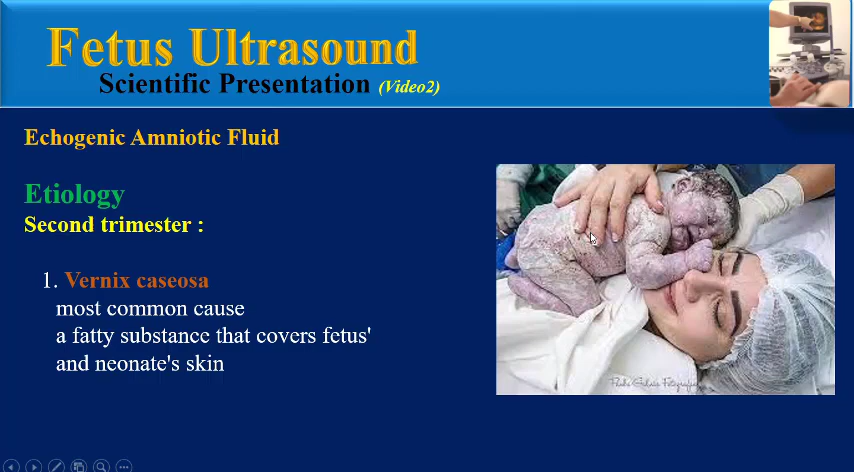 Fetus Ultrasound
Scientific Presentation (Video2)
Echogenic Amniotic Fluid
Etiology
Second trimester :
1. Vernix caseosa
most common cause
a fatty substance that covers fetus'
and neonate's skin